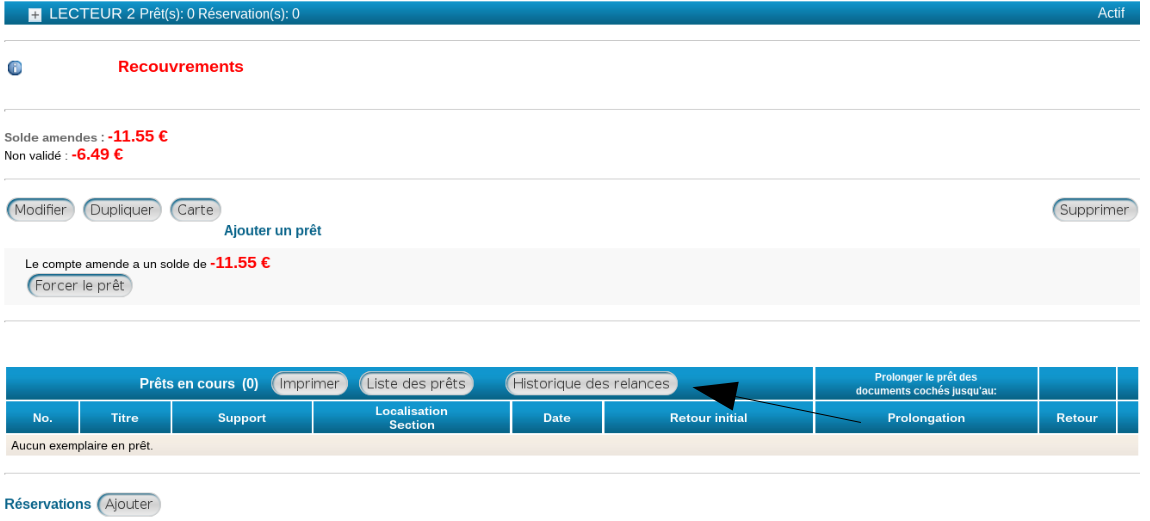 LECTEUR 2 Prêt(s): 0 Réservation(s): 0 Actif
Recouvrements
Solde amendes : -11.55 €
Non validé : -6.49 €
Modifier Dupliquer Carte Supprimer
Ajouter un prêt
Le compte amende a un solde de -11.55 €
Forcer le prêt
Prêts en cours (0) Imprimer Liste des prêts Historique des relances
Prolonger le prêt des
documents cochés jusqu'au:
No. Titre Support Localisation
Section Date Retour initial Prolongation Retour
Aucun exemplaire en prêt.
Réservations Ajouter